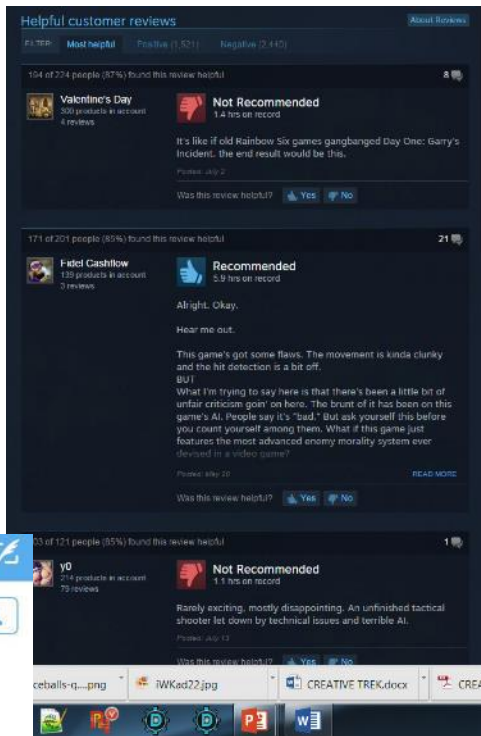 Helpful customer reviews
About Reviews
FILTER: Most helpful Positive (1,521) Negative (2,440)
194 of 224 people (87%) found this review helpful 8
Valentine's Day
300 products in account
4 reviews
Not Recommended
1.4 hrs on record
It's like if old Rainbow Six games gangbanged Day One: Garry's
Incident. the end result would be this.
Posted: July 2
Was this review helpful? Yes No
171 of 201 people (85%) found this review helpful 21
Fidel Cashflow
139 products in account
3 reviews
Recommended
5.9 hrs on record
Alright. Okay.
Hear me out.
This game's got some flaws. The movement is kinda clunky
and the hit detection is a bit off.
BUT
What I'm trying to say here is that there's been a little bit of
unfair criticism goin' on here. The brunt of it has been on this
game's AI. People say it's "bad." But ask yourself this before
you count yourself among them. What if this game just
features the most advanced enemy morality system ever
devised in a video game?
Posted: May 20
READ MORE
Was this review helpful? Yes No
03 of 121 people (85%) found this review helpful 1
y0
214 products in account
79 reviews
Not Recommended
1.1 hrs on record
Rarely exciting, mostly disappointing. An unfinished tactical
shooter let down by technical issues and terrible AI.
Posted: July 13
Was this review helpful? Yes No
ceballs-q....png iWKad22.jpg CREATIVE TREK.docx CREA